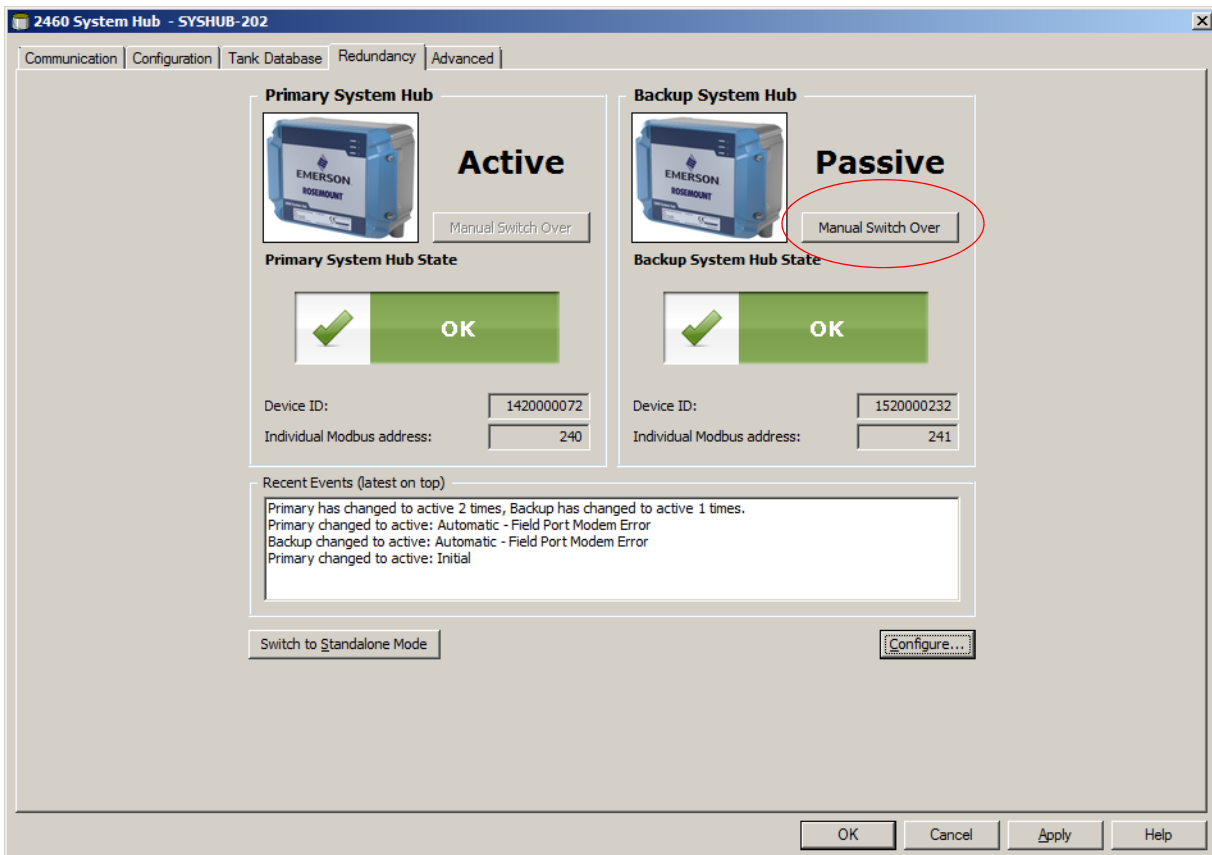 2460 System Hub - SYSHUB-202
Communication
Configuration
Tank Database
Redundancy
Advanced
Primary System Hub
EMERSON
ROSEMOUNT
Active
Manual Switch Over
Primary System Hub State
OK
Device ID:
1420000072
Individual Modbus address:
240
Backup System Hub
EMERSON
ROSEMOUNT
Passive
Manual Switch Over
Backup System Hub State
OK
Device ID:
1520000232
Individual Modbus address:
241
Recent Events (latest on top)
Primary has changed to active 2 times, Backup has changed to active 1 times.
Primary changed to active: Automatic - Field Port Modem Error
Backup changed to active: Automatic - Field Port Modem Error
Primary changed to active: Initial
Switch to Standalone Mode
Configure...
OK
Cancel
Apply
Help